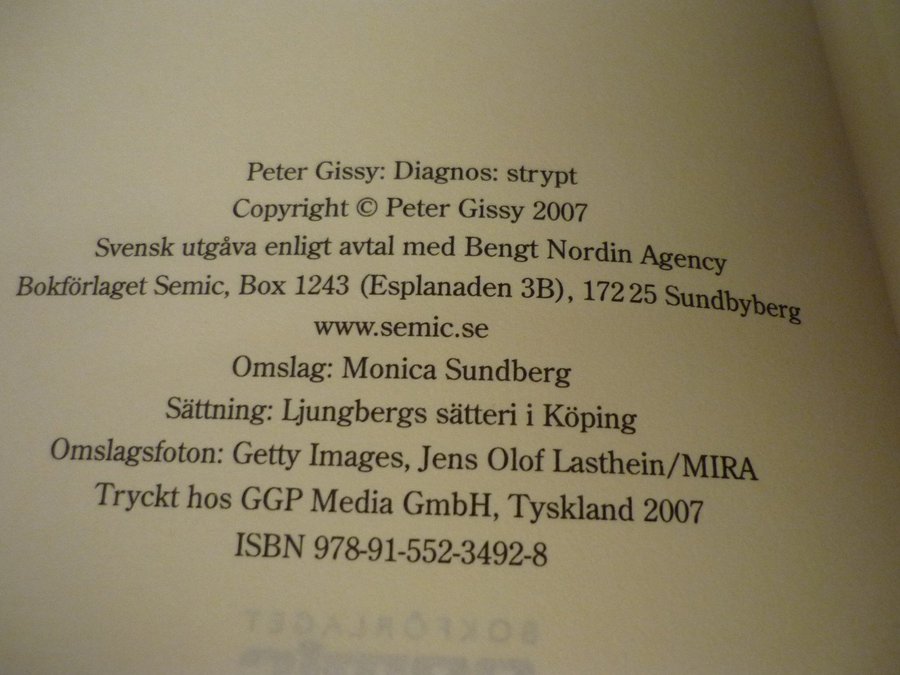 Peter Gissy: Diagnos: strypt
Copyright © Peter Gissy 2007
Svensk utgåva enligt avtal med Bengt Nordin Agency
Bokförlaget Semic, Box 1243 (Esplanaden 3B), 172 25 Sundbyberg
www.semic.se
Omslag: Monica Sundberg
Sättning: Ljungbergs sätteri i Köping
Omslagsfoton: Getty Images, Jens Olof Lasthein/MIRA
Tryckt hos GGP Media GmbH, Tyskland 2007
ISBN 978-91-552-3492-8
BOKFÖRLAGET